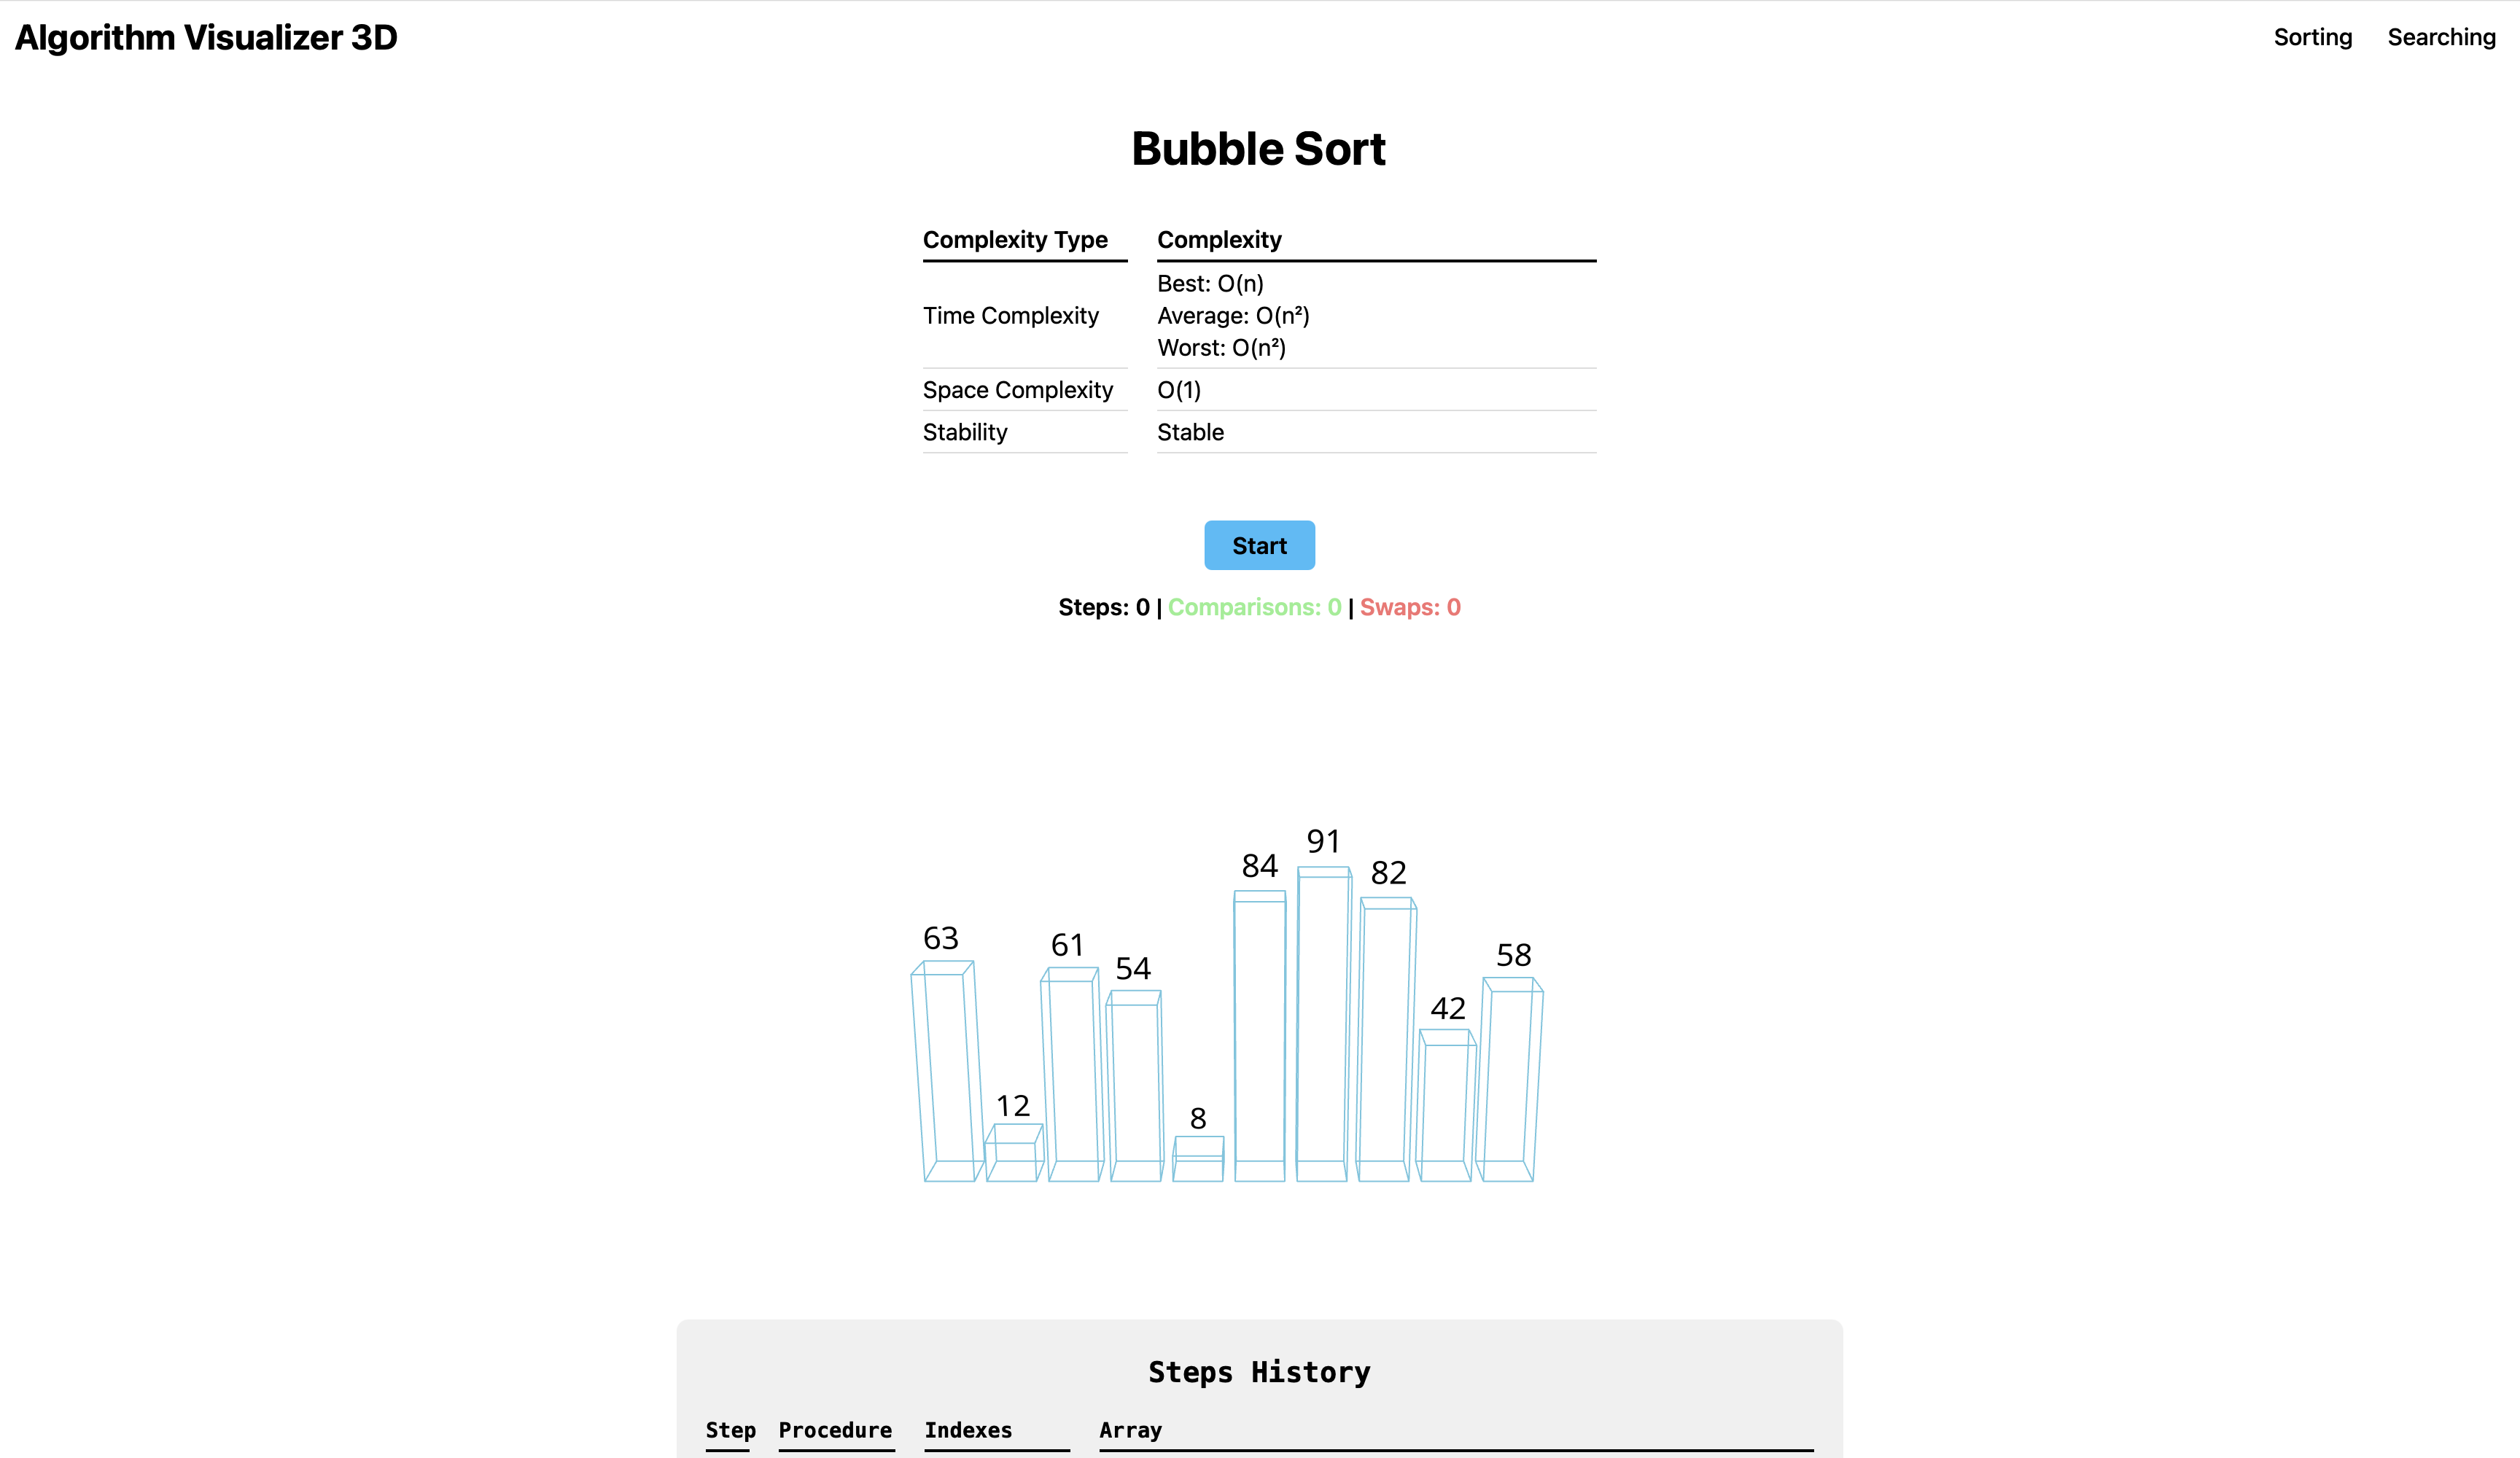 Algorithm Visualizer 3D
Sorting Searching
Bubble Sort
Complexity Type Complexity
Time Complexity
Best: O(n)
Average: O(n²)
Worst: O(n²)
Space Complexity O(1)
Stability Stable
Start
Steps: 0 | Comparisons: 0 | Swaps: 0
63 12 61 54 8 84 91 82 42 58
Steps History
Step Procedure Indexes Array